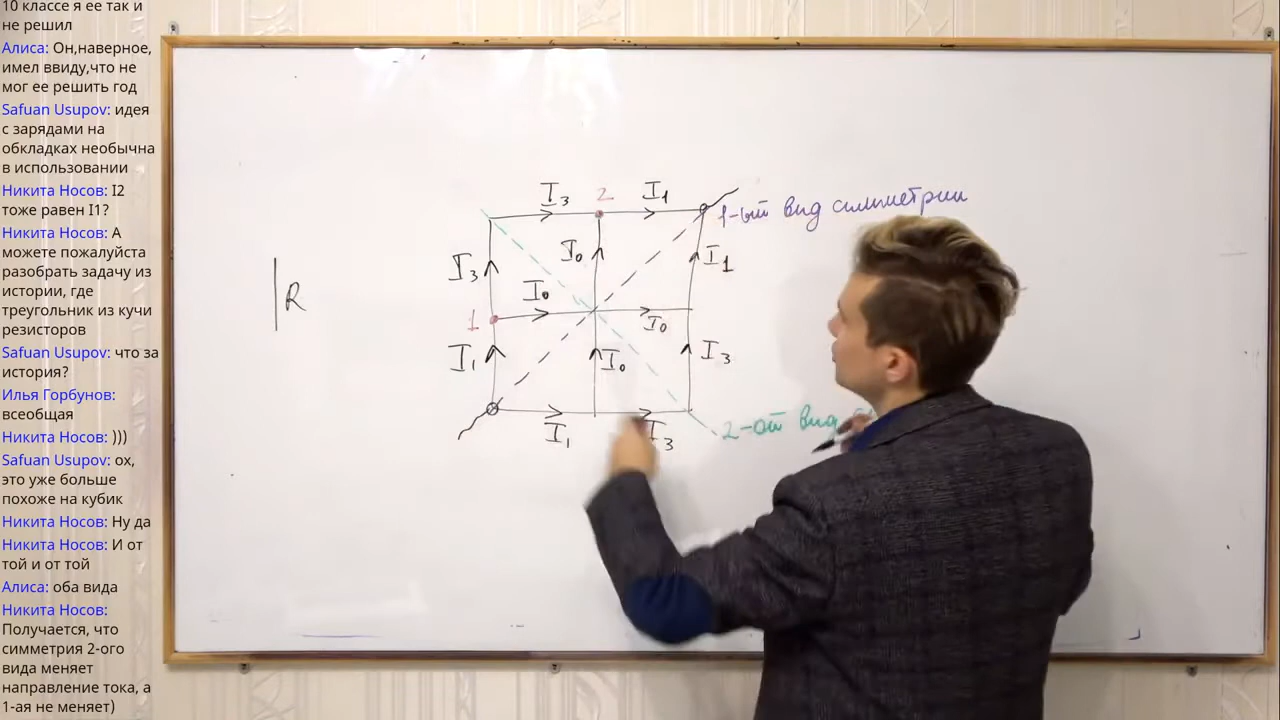 10 классе я ее так и
не решил
Алиса: Он,наверное,
имел ввиду,что не
мог ее решить год
Safuan Usupov: идея
с зарядами на
обкладках необычна
в использовании
Никита Носов: I2
тоже равен I1?
Никита Носов: А
можете пожалуйста
разобрать задачу из
истории, где
треугольник из кучи
резисторов
Safuan Usupov: что за
история?
Илья Горбунов:
всеобщая
Никита Носов: )))
Safuan Usupov: ох,
это уже больше
похоже на кубик
Никита Носов: Ну да
Никита Носов: И от
той и от той
Алиса: оба вида
Никита Носов:
Получается, что
симметрия 2-ого
вида меняет
направление тока, а
1-ая не меняет)
I3 2 I1
1-ый вид симметрии
I0
I3 I0 I1
R
1 I0
I1 I0 I3
I1 I3
2-ой вид